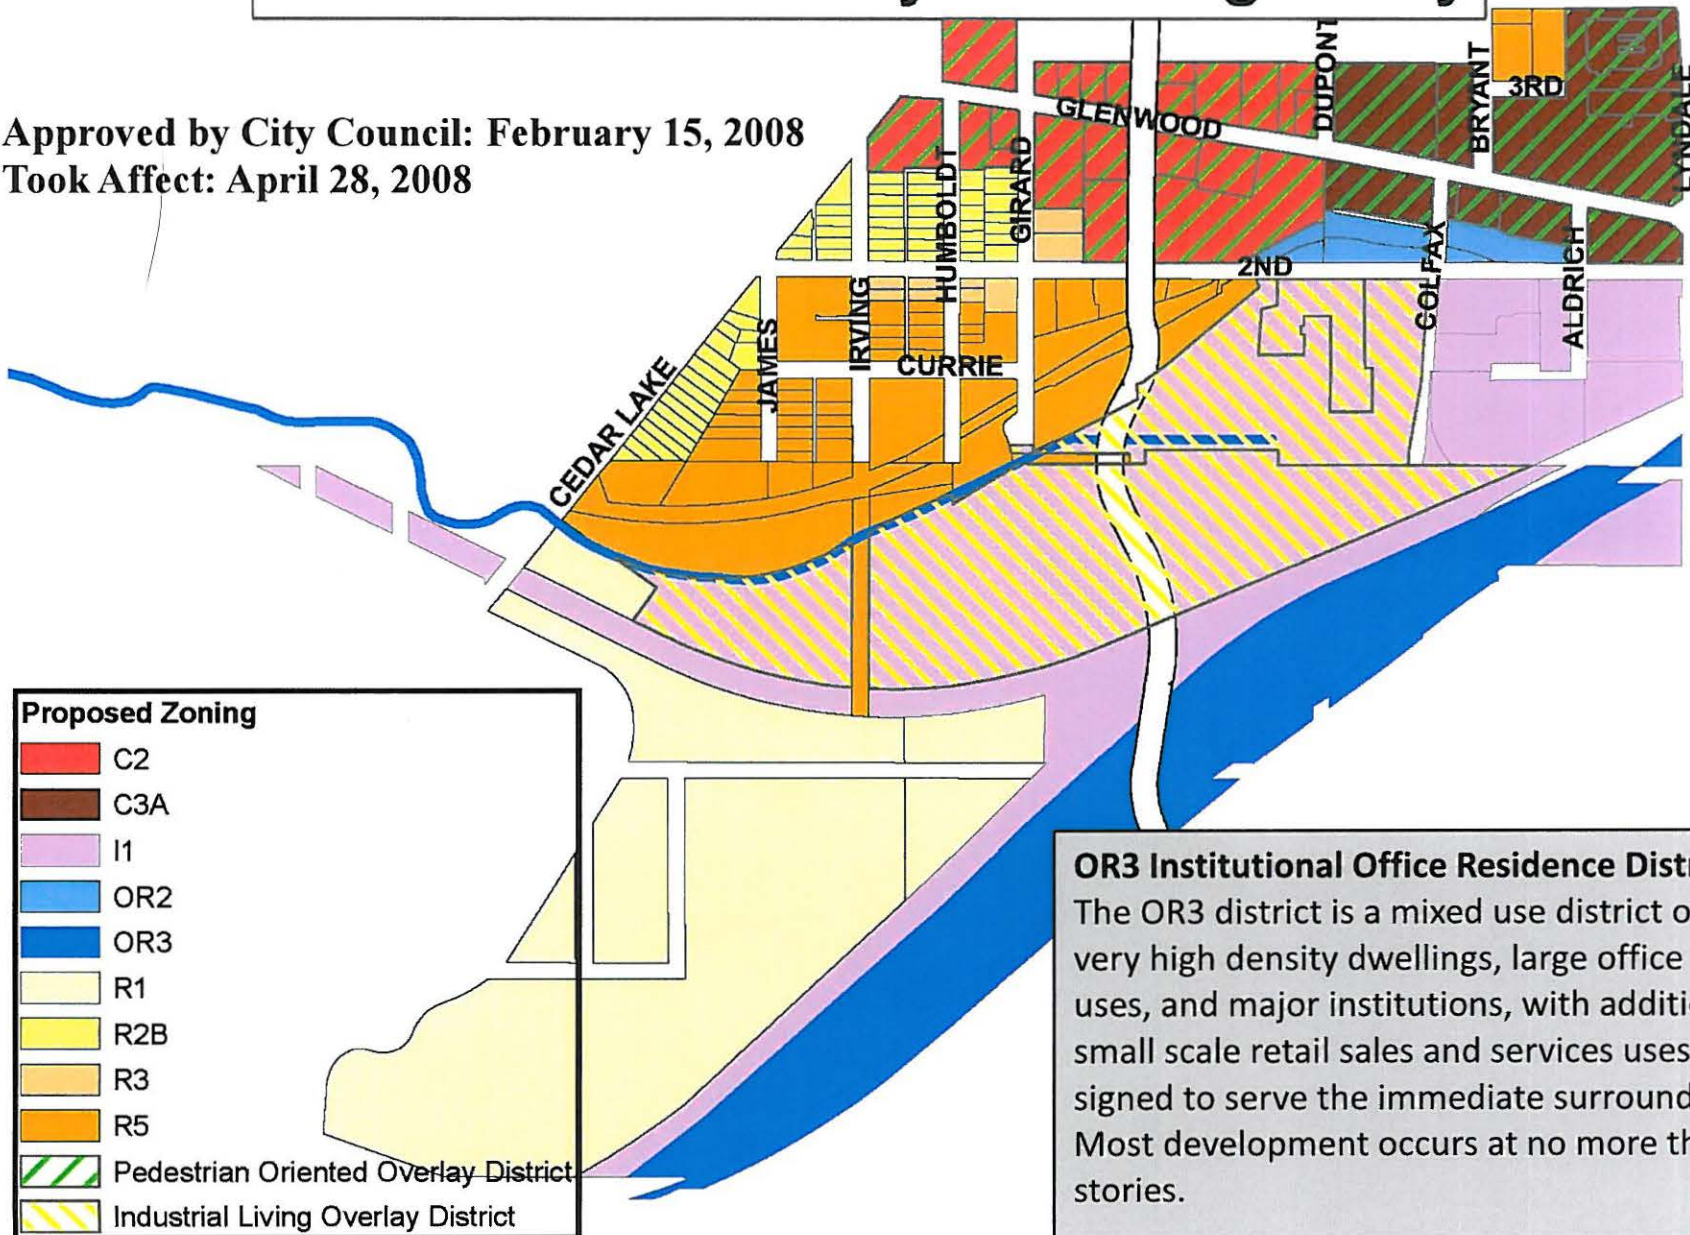 Approved by City Council: February 15, 2008
Took Affect: April 28, 2008
DUPONT
BRYANT
3RD
LYNDALE
GLENWOOD
HUMBOLDT
GIRARD
2ND
COLFAX
ALDRICH
JAMES
IRVING
CURRIE
CEDAR LAKE
Proposed Zoning
C2
C3A
I1
OR2
OR3
R1
R2B
R3
R5
Pedestrian Oriented Overlay District
Industrial Living Overlay District
OR3 Institutional Office Residence Distr
The OR3 district is a mixed use district o
very high density dwellings, large office
uses, and major institutions, with additi
small scale retail sales and services uses
signed to serve the immediate surround
Most development occurs at no more th
stories.